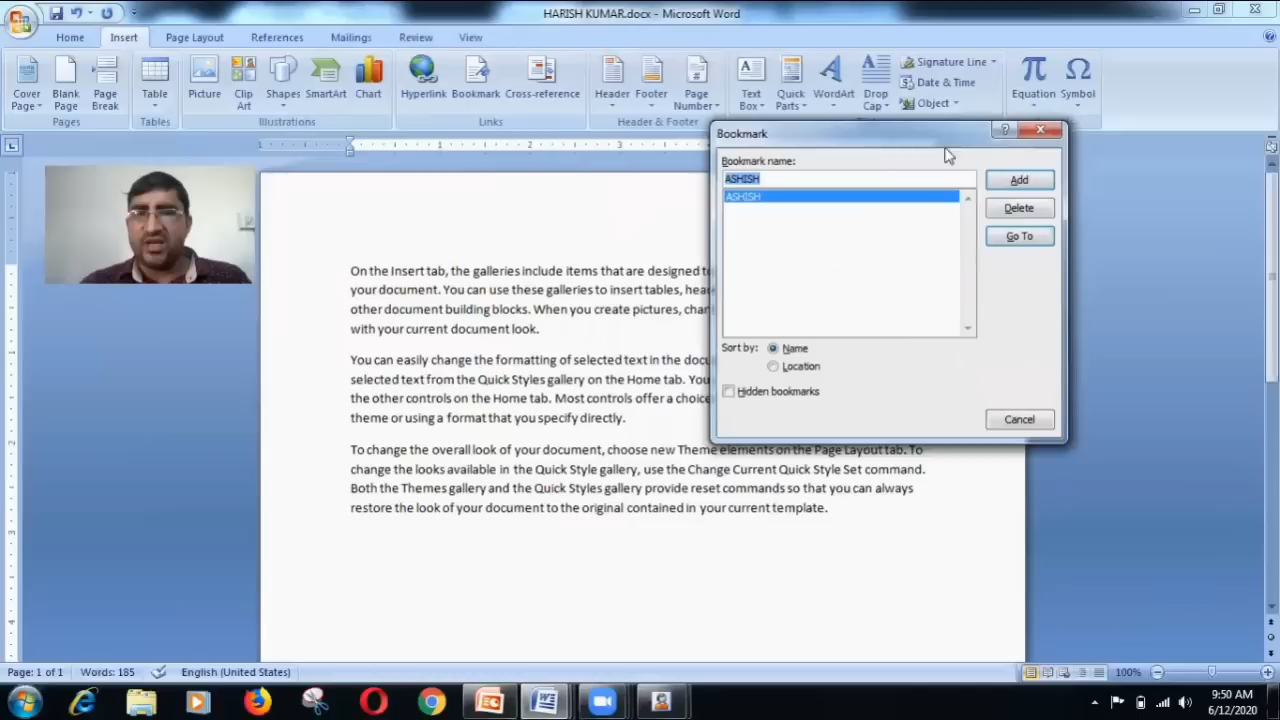 HARISH KUMAR.docx - Microsoft Word
Home Insert Page Layout References Mailings Review View
Cover Page Blank Page Page Break Table Picture Clip Art Shapes SmartArt Chart Hyperlink Bookmark Cross-reference Header Footer Page Number Text Box Quick Parts WordArt Drop Cap Signature Line Date & Time Object Equation Symbol
Pages Tables Illustrations Links Header & Footer
1 1 2 3
Bookmark
Bookmark name:
ASHISH
ASHISH
Add
Delete
Go To
Sort by: Name
Location
Hidden bookmarks
Cancel
On the Insert tab, the galleries include items that are designed
your document. You can use these galleries to insert tables,
other document building blocks. When you create pictures,
with your current document look.
You can easily change the formatting of selected text in the
selected text from the Quick Styles gallery on the Home tab.
the other controls on the Home tab. Most controls offer a
theme or using a format that you specify directly.
To change the overall look of your document, choose new Theme elements on the Page Layout tab. To
change the looks available in the Quick Style gallery, use the Change Current Quick Style Set command.
Both the Themes gallery and the Quick Styles gallery provide reset commands so that you can always
restore the look of your document to the original contained in your current template.
1
2
3
4
Page: 1 of 1 Words: 185 English (United States) 100%
9:50 AM
6/12/2020